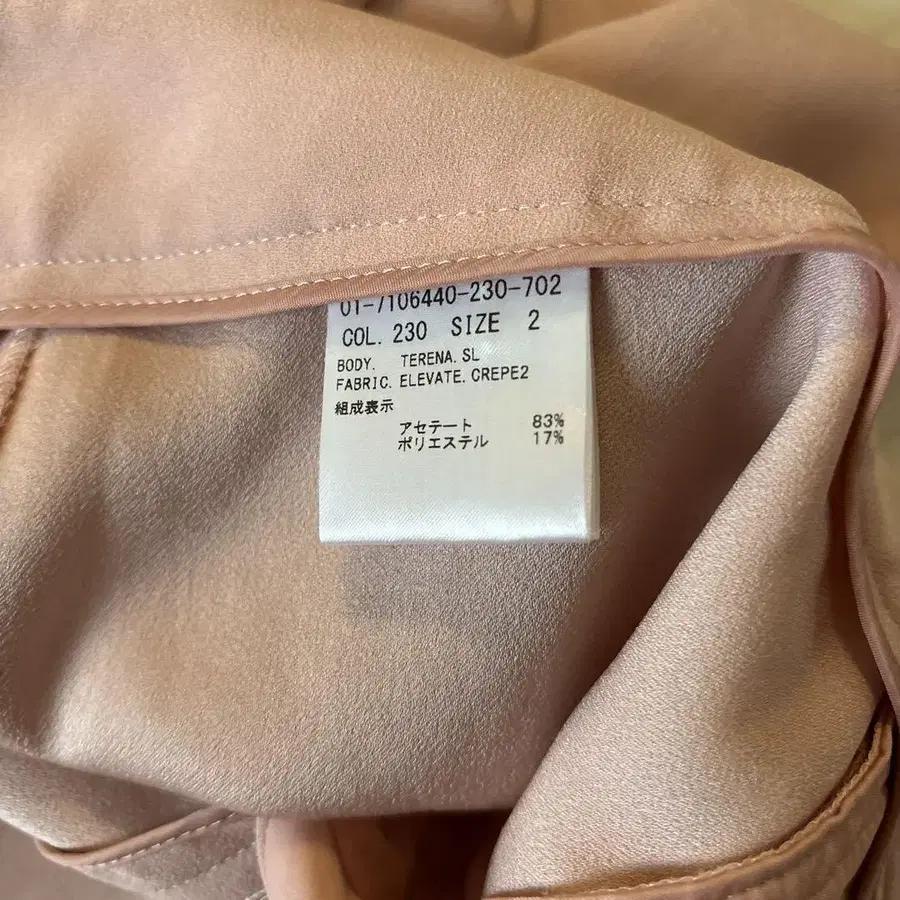 01-7106440-230-702
COL. 230 SIZE 2
BODY. TERENA.SL
FABRIC. ELEVATE.CREPE2
組成表示
アセテート 83%
ポリエステル 17%